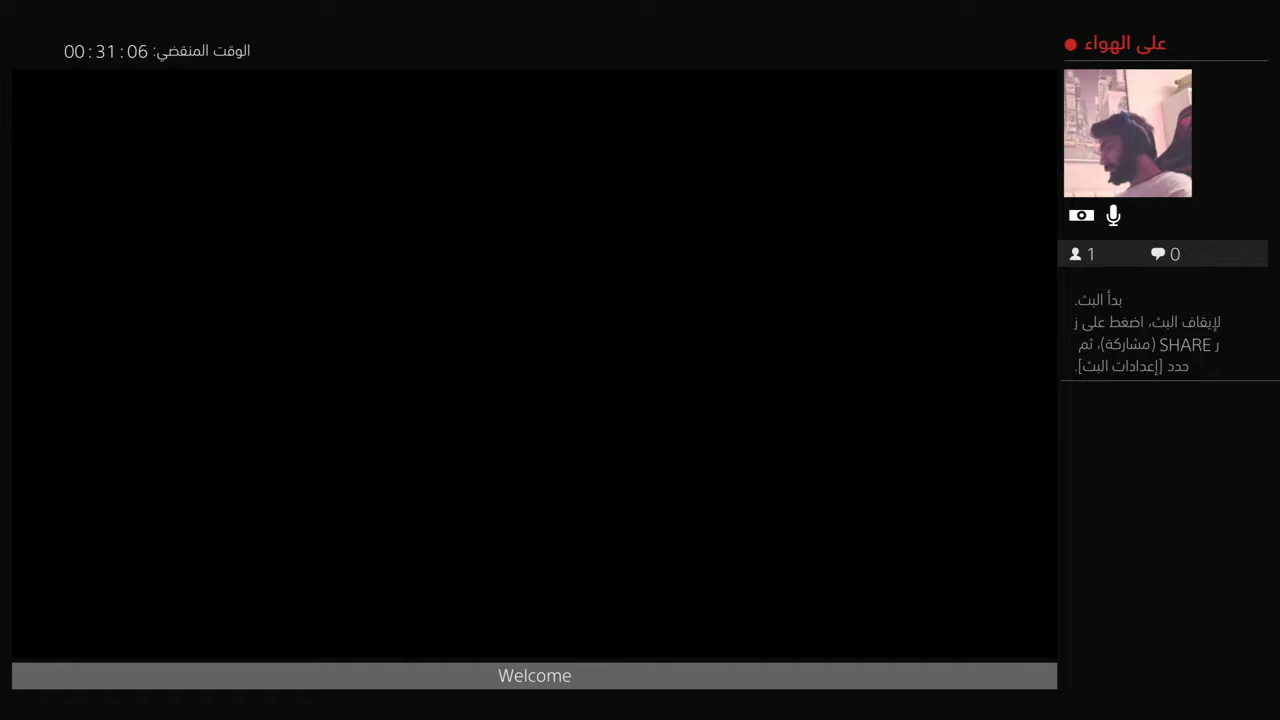 الوقت المنقضي: 00:31:06
على الهواء
1 0
بدأ البث.
لإيقاف البث، اضغط على ز
ر SHARE (مشاركة)، ثم
حدد [إعدادات البث].
Welcome